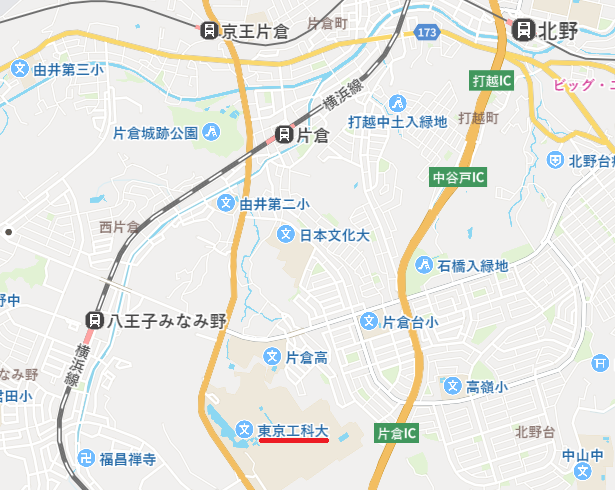 片倉町
京王片倉
173
北野
由井第三小
横浜線
打越IC
ビッグ・コ
打越中土入緑地
打越町
片倉城跡公園
片倉
北野台病
中谷戸IC
由井第二小
西片倉
日本文化大
石橋入緑地
野中
八王子みなみ野
片倉台小
横浜線
片倉高
なみ野
君田小
高嶺小
東京工科大
片倉IC
北野台
福昌禅寺
中山中